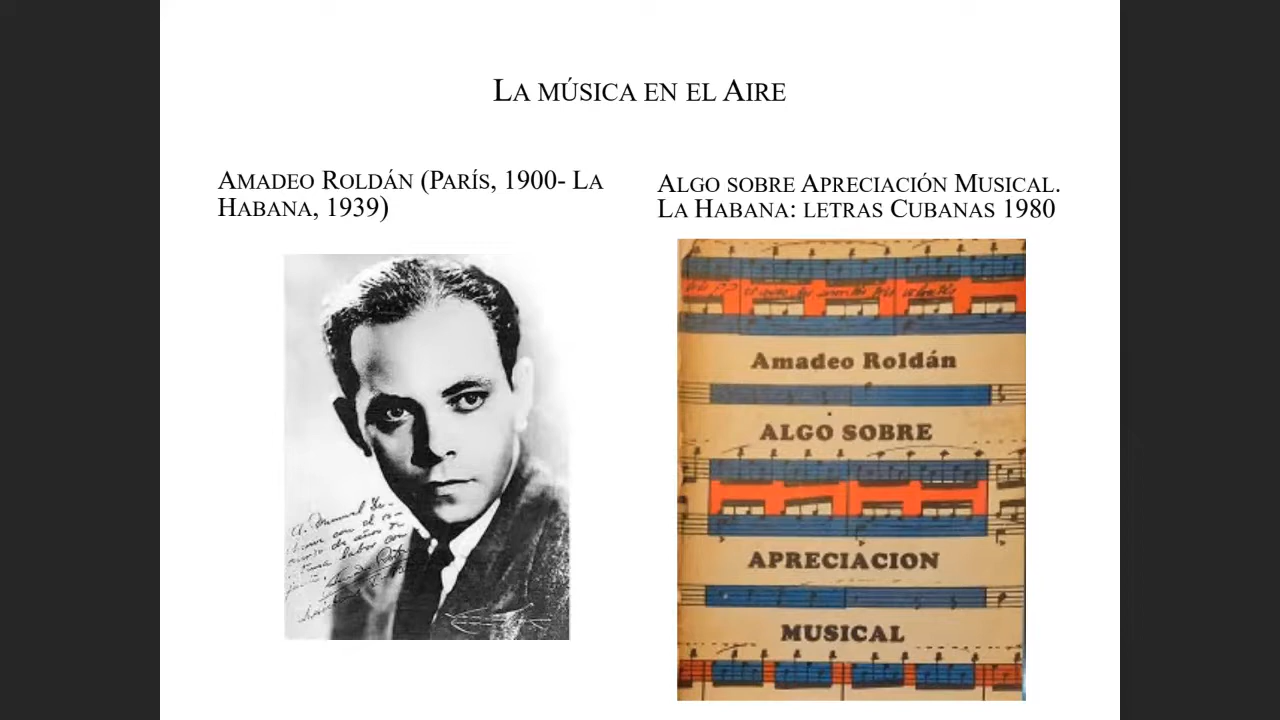 La música en el Aire
Amadeo Roldán (París, 1900- La
Habana, 1939)
Algo sobre Apreciación Musical.
La Habana: letras Cubanas 1980
Amadeo Roldán
ALGO SOBRE
APRECIACION
MUSICAL